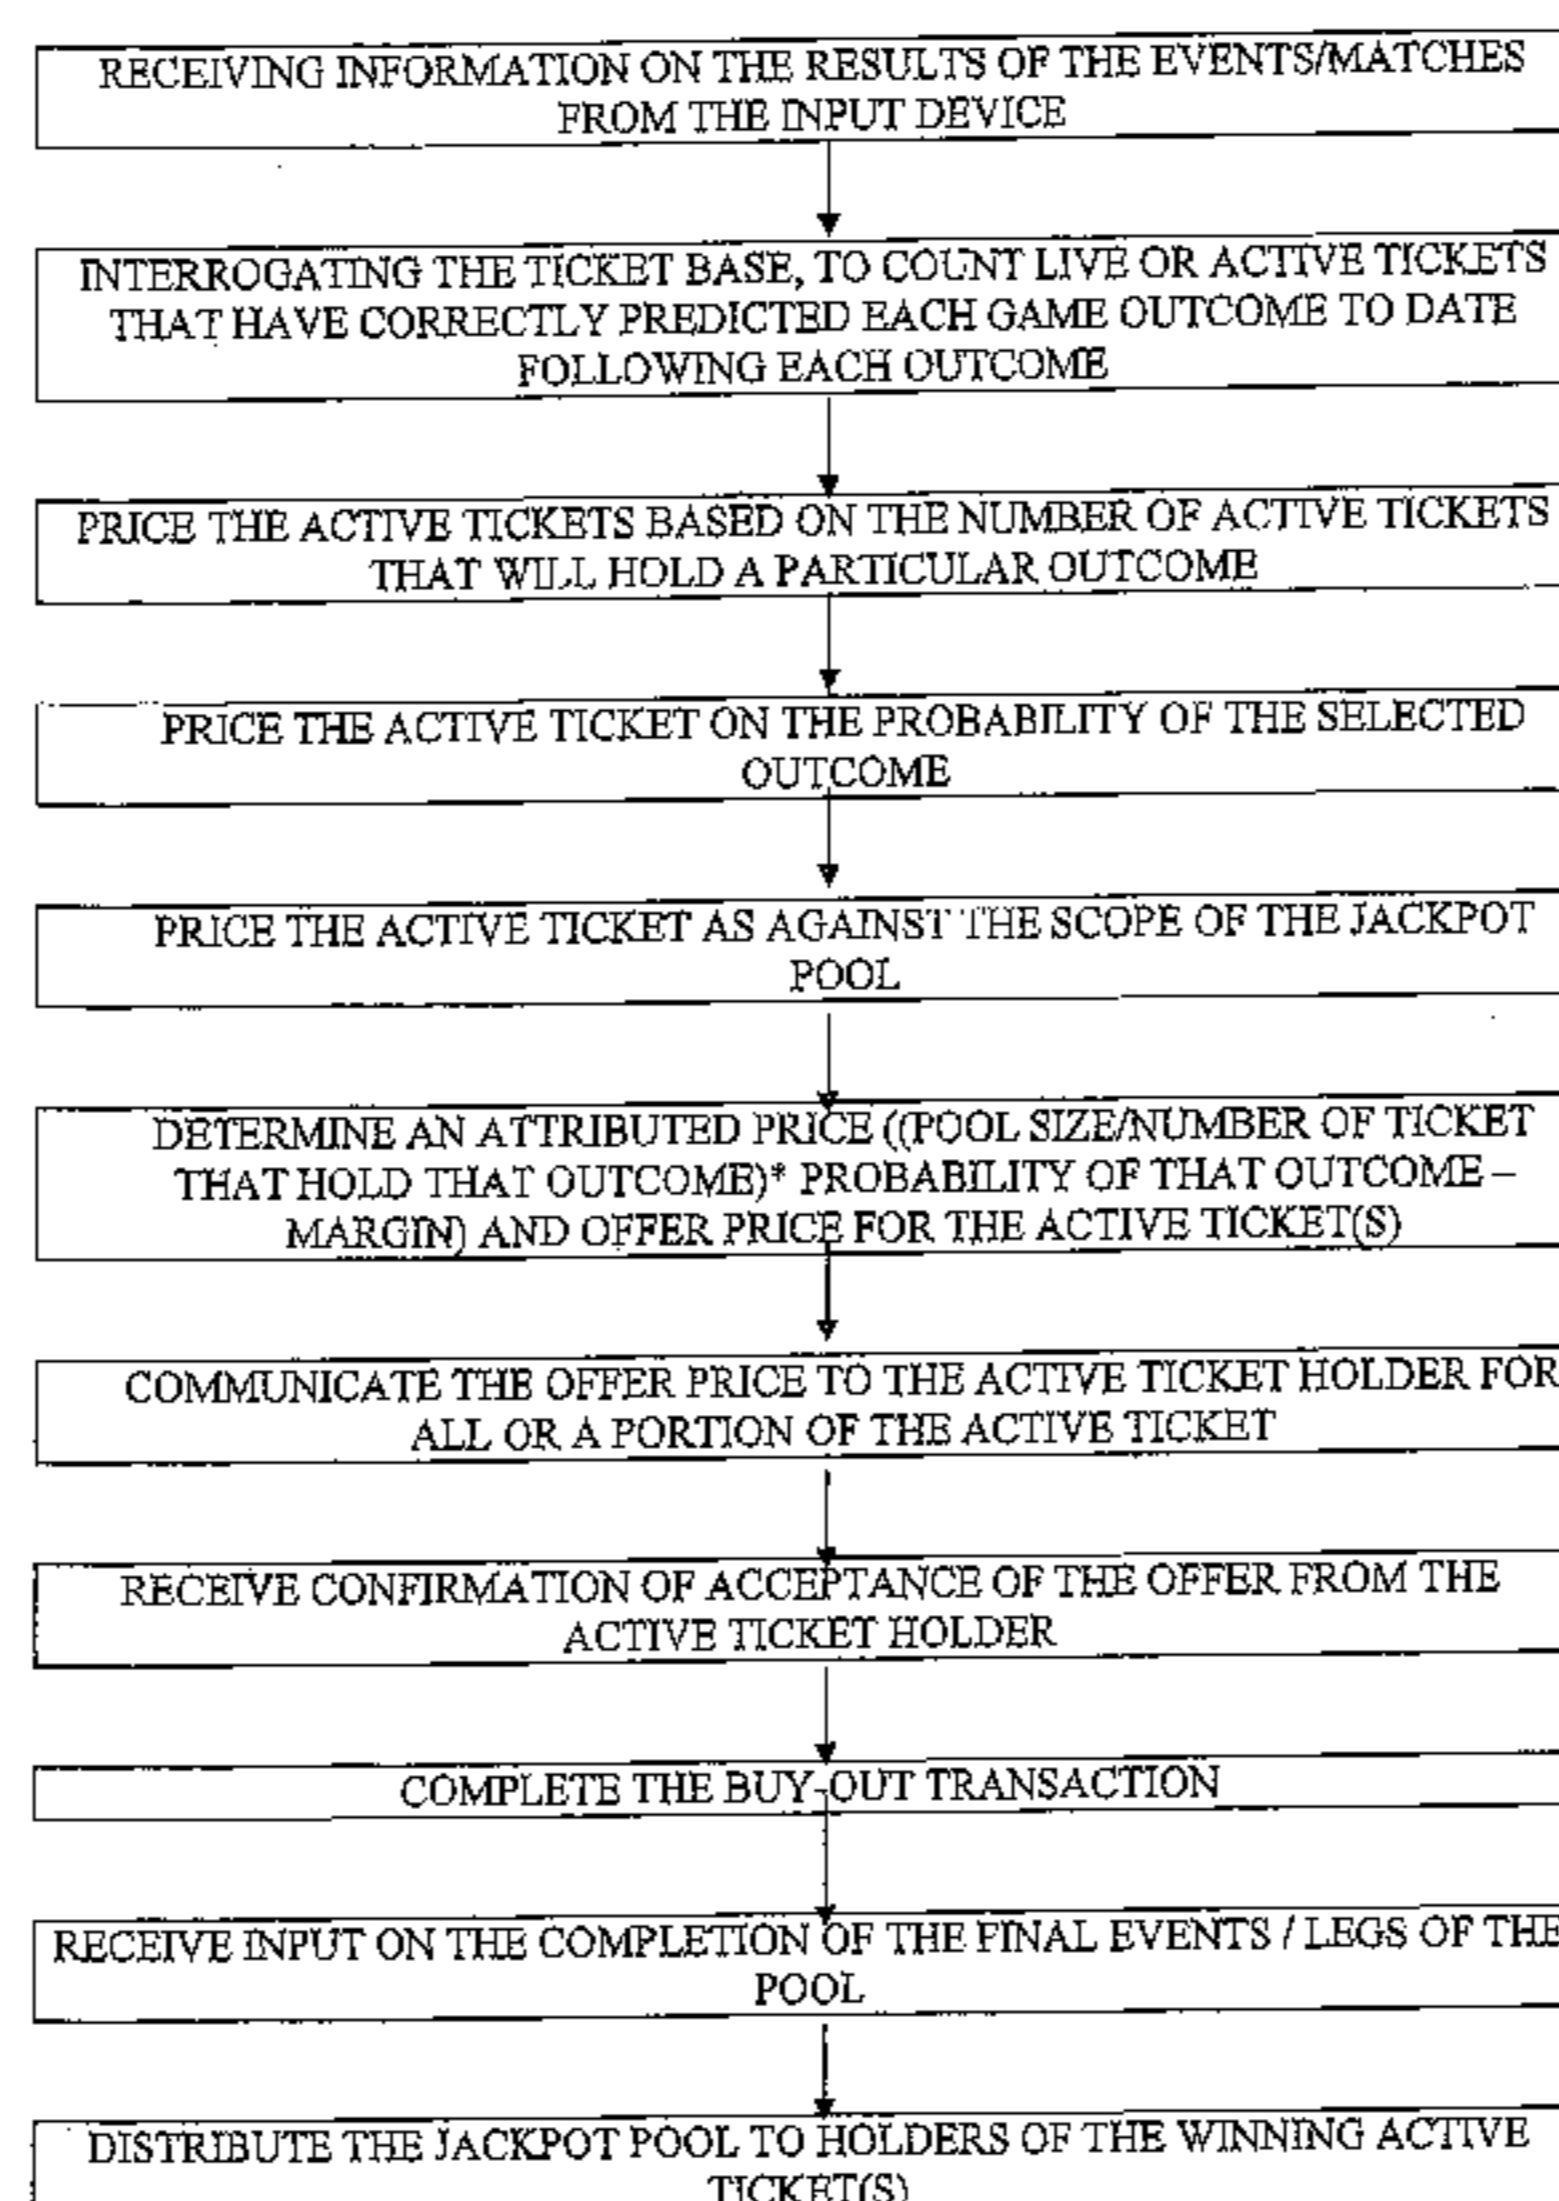 RECEIVING INFORMATION ON THE RESULTS OF THE EVENTS/MATCHES
FROM THE INPUT DEVICE
INTERROGATING THE TICKET BASE, TO COUNT LIVE OR ACTIVE TICKETS
THAT HAVE CORRECTLY PREDICTED EACH GAME OUTCOME TO DATE
FOLLOWING EACH OUTCOME
PRICE THE ACTIVE TICKETS BASED ON THE NUMBER OF ACTIVE TICKETS
THAT WILL HOLD A PARTICULAR OUTCOME
PRICE THE ACTIVE TICKET ON THE PROBABILITY OF THE SELECTED
OUTCOME
PRICE THE ACTIVE TICKET AS AGAINST THE SCOPE OF THE JACKPOT
POOL
DETERMINE AN ATTRIBUTED PRICE ((POOL SIZE/NUMBER OF TICKET
THAT HOLD THAT OUTCOME)* PROBABILITY OF THAT OUTCOME –
MARGIN) AND OFFER PRICE FOR THE ACTIVE TICKET(S)
COMMUNICATE THE OFFER PRICE TO THE ACTIVE TICKET HOLDER FOR
ALL OR A PORTION OF THE ACTIVE TICKET
RECEIVE CONFIRMATION OF ACCEPTANCE OF THE OFFER FROM THE
ACTIVE TICKET HOLDER
COMPLETE THE BUY-OUT TRANSACTION
RECEIVE INPUT ON THE COMPLETION OF THE FINAL EVENTS / LEGS OF THE
POOL
DISTRIBUTE THE JACKPOT POOL TO HOLDERS OF THE WINNING ACTIVE
TICKET(S)